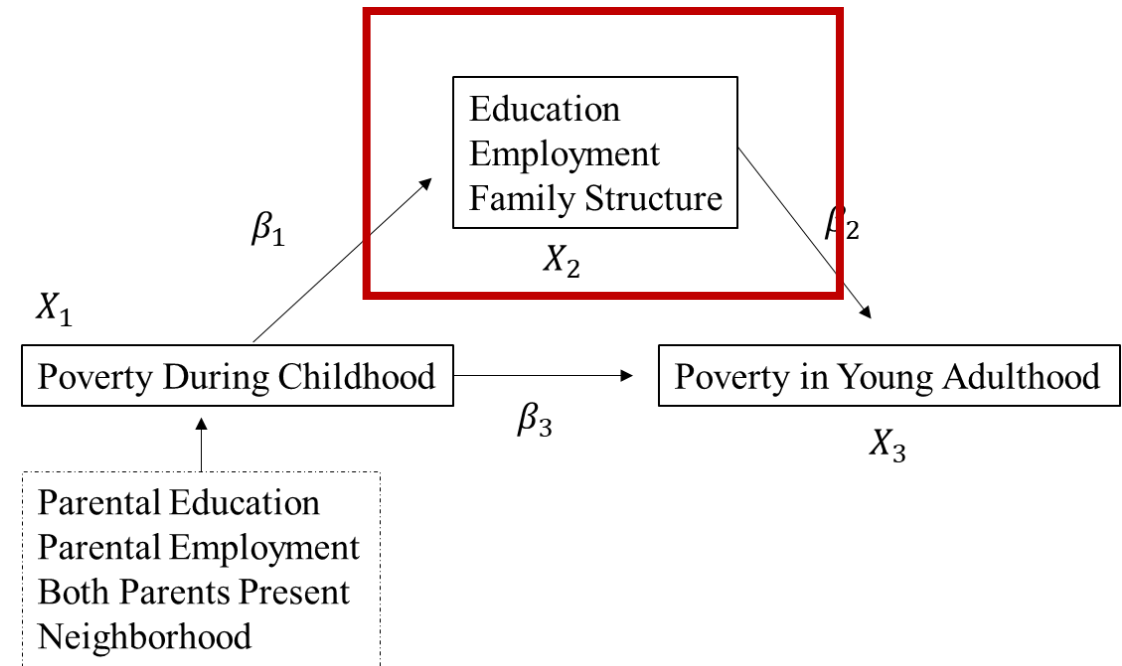 Education
Employment
Family Structure
β₁
β₂
X₂
X₁
Poverty During Childhood
Poverty in Young Adulthood
β₃
X₃
Parental Education
Parental Employment
Both Parents Present
Neighborhood